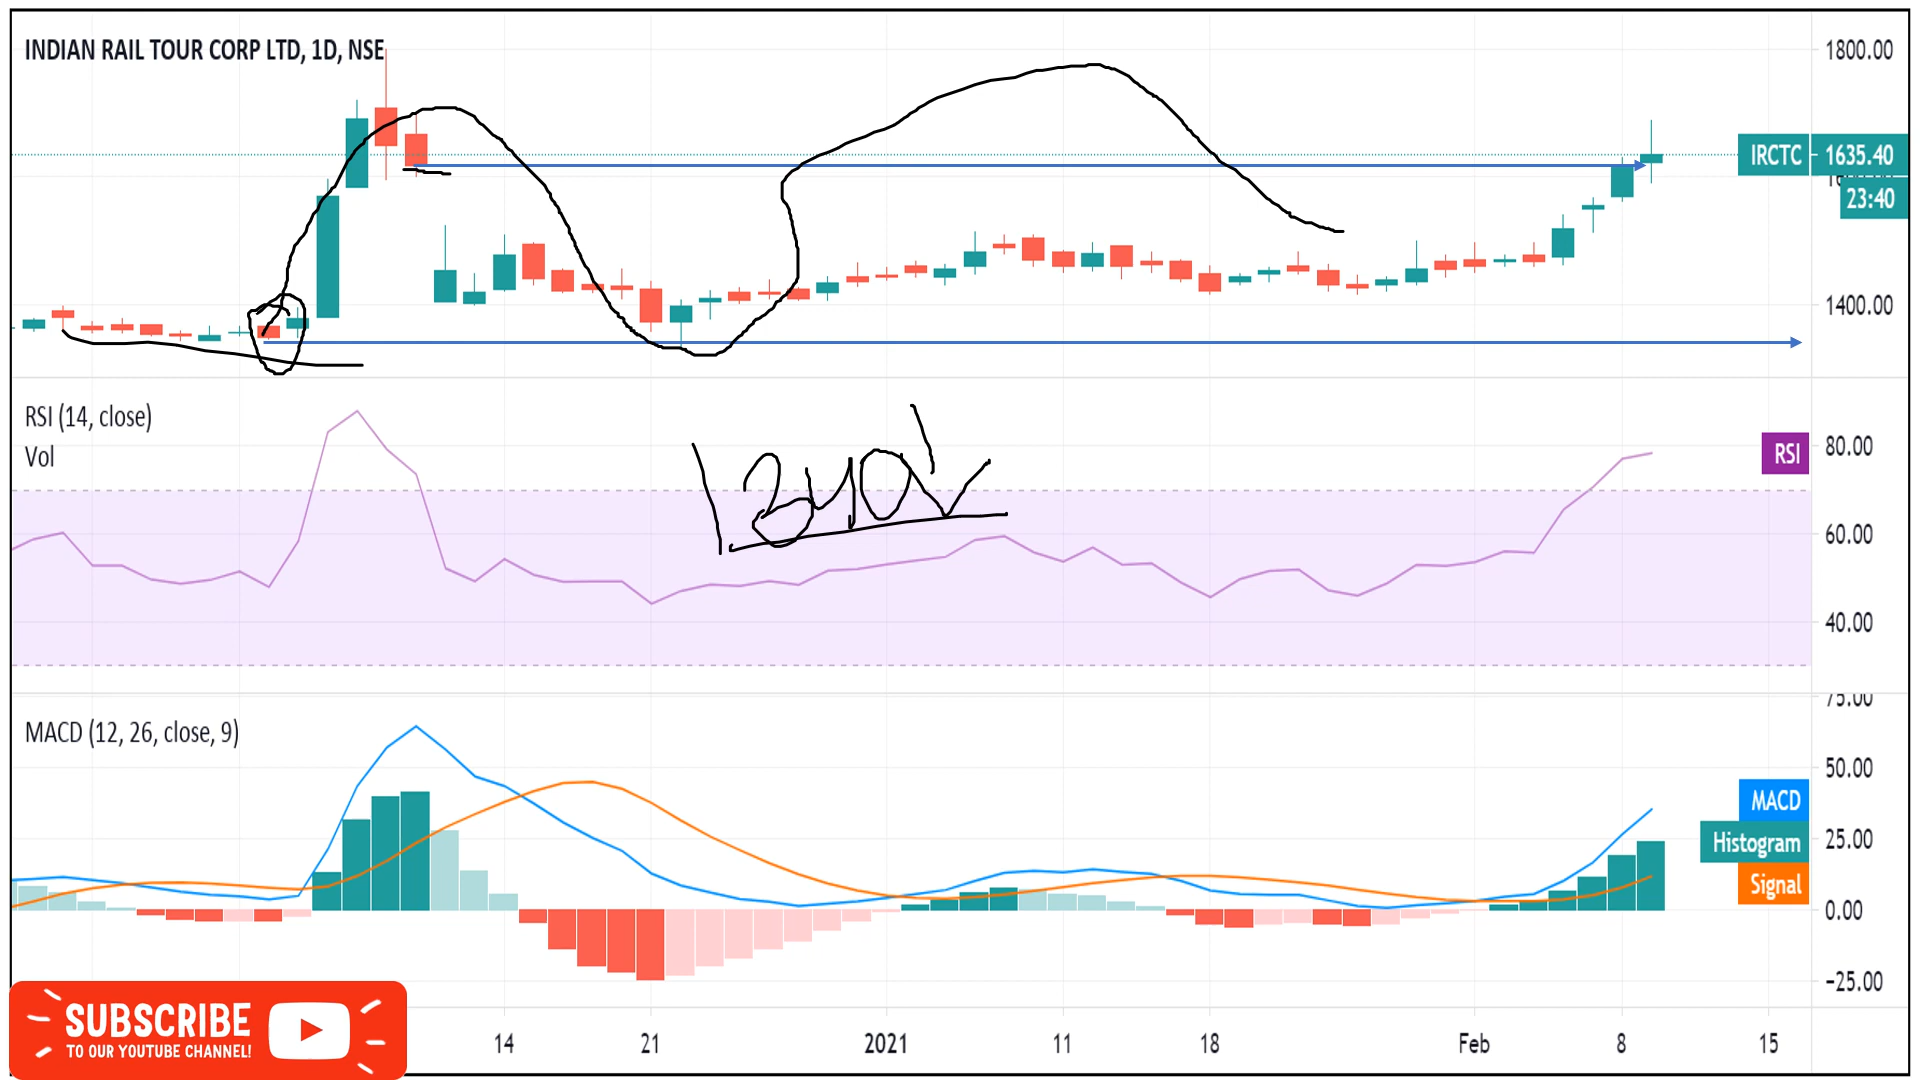 INDIAN RAIL TOUR CORP LTD, 1D, NSE
1800.00
IRCTC 1635.40
23:40
1400.00
RSI (14, close)
Vol
80.00
RSI
60.00
40.00
MACD (12, 26, close, 9)
75.00
50.00
MACD
25.00
Histogram
Signal
0.00
−25.00
SUBSCRIBE
TO OUR YOUTUBE CHANNEL!
14 21 2021 11 18 Feb 8 15